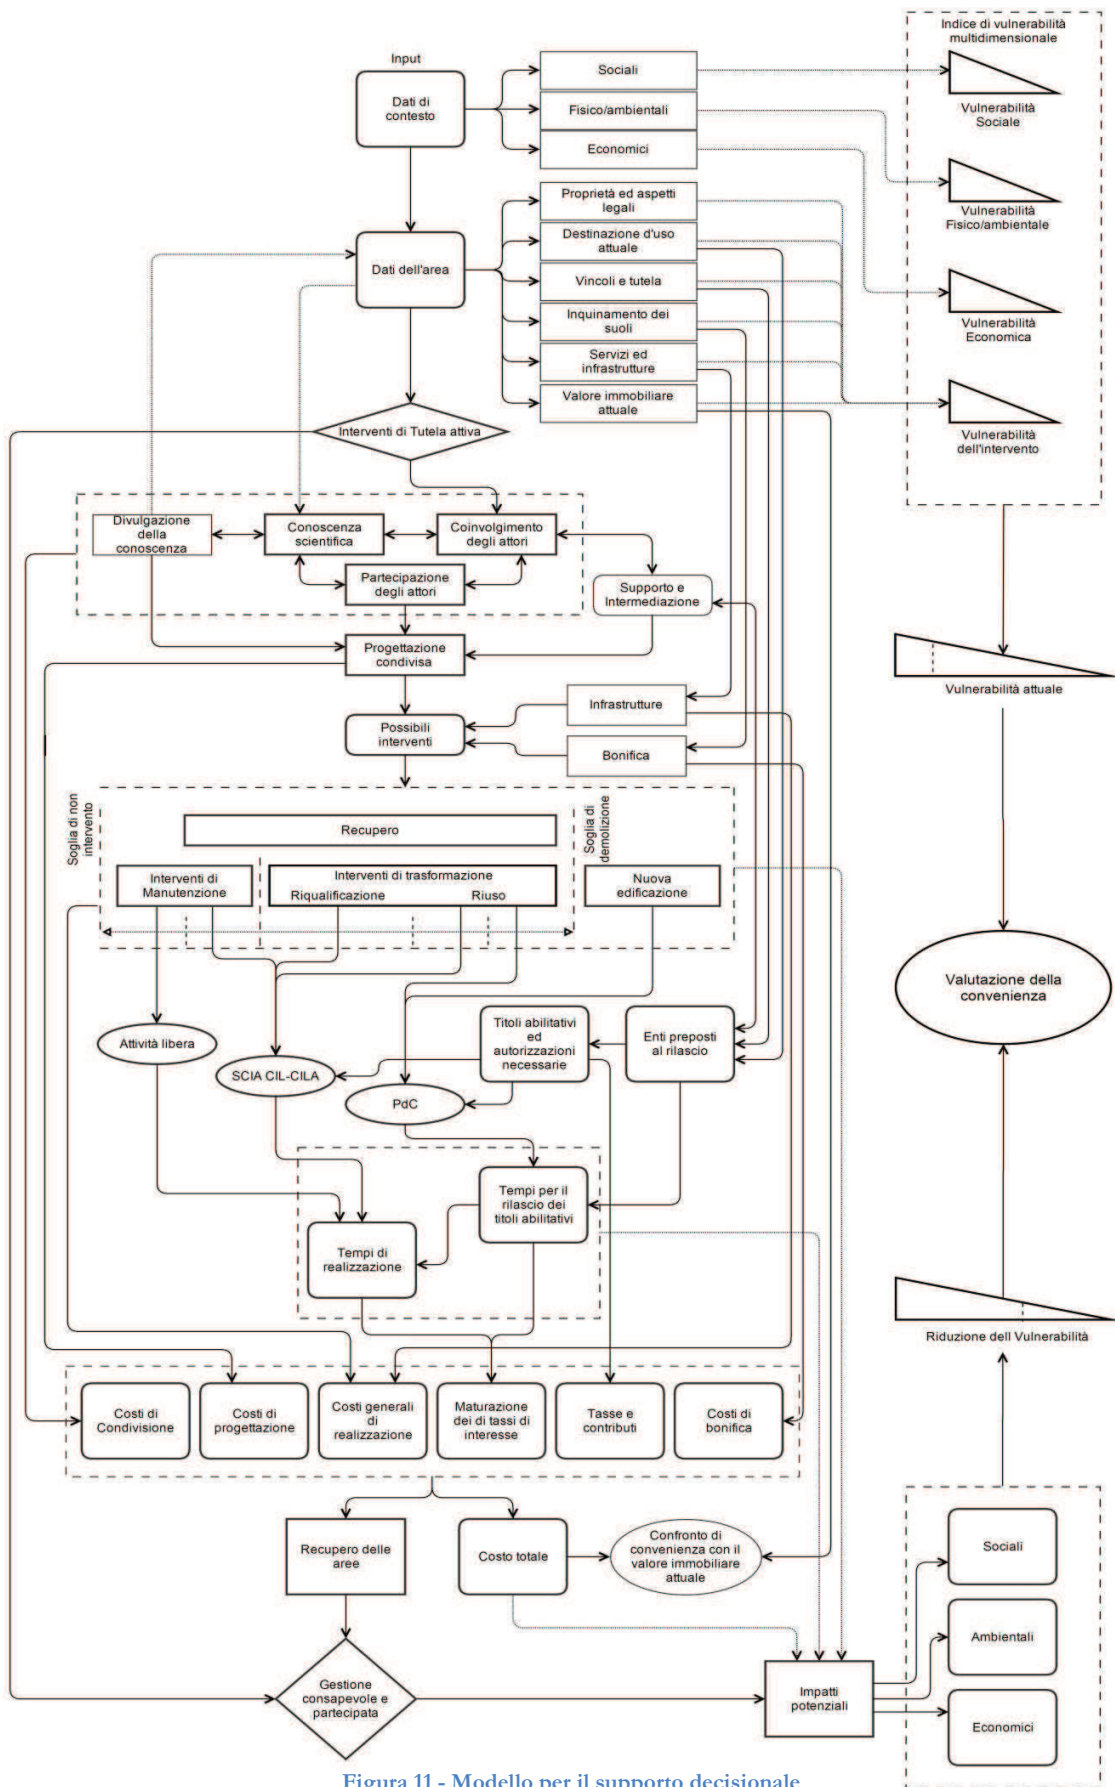 Input
Dati di
contesto
Sociali
Fisico/ambientali
Economici
Indice di vulnerabilità
multidimensionale
Vulnerabilità
Sociale
Vulnerabilità
Fisico/ambientale
Vulnerabilità
Economica
Vulnerabilità
dell'intervento
Dati dell'area
Proprietà ed aspetti
legali
Destinazione d'uso
attuale
Vincoli e tutela
Inquinamento dei
suoli
Servizi ed
infrastrutture
Valore immobiliare
attuale
Interventi di Tutela attiva
Divulgazione
della
conoscenza
Conoscenza
scientifica
Coinvolgimento
degli attori
Partecipazione
degli attori
Supporto e
Intermediazione
Progettazione
condivisa
Vulnerabilità attuale
Possibili
interventi
Infrastrutture
Bonifica
Soglia di non
intervento
Recupero
Soglia di
demolizione
Interventi di
Manutenzione
Interventi di trasformazione
Riqualificazione
Riuso
Nuova
edificazione
Valutazione della
convenienza
Attività libera
SCIA CIL-CILA
PdC
Titoli abilitativi
ed
autorizzazioni
necessarie
Enti preposti
al rilascio
Tempi per il
rilascio dei
titoli abilitativi
Tempi di
realizzazione
Riduzione dell Vulnerabilità
Costi di
Condivisione
Costi di
progettazione
Costi generali
di
realizzazione
Maturazione
dei di tassi di
interesse
Tasse e
contributi
Costi di
bonifica
Recupero delle
aree
Costo totale
Confronto di
convenienza con il
valore immobiliare
attuale
Sociali
Ambientali
Economici
Gestione
consapevole e
partecipata
Impatti
potenziali
Figura 11 - Modello per il supporto decisionale